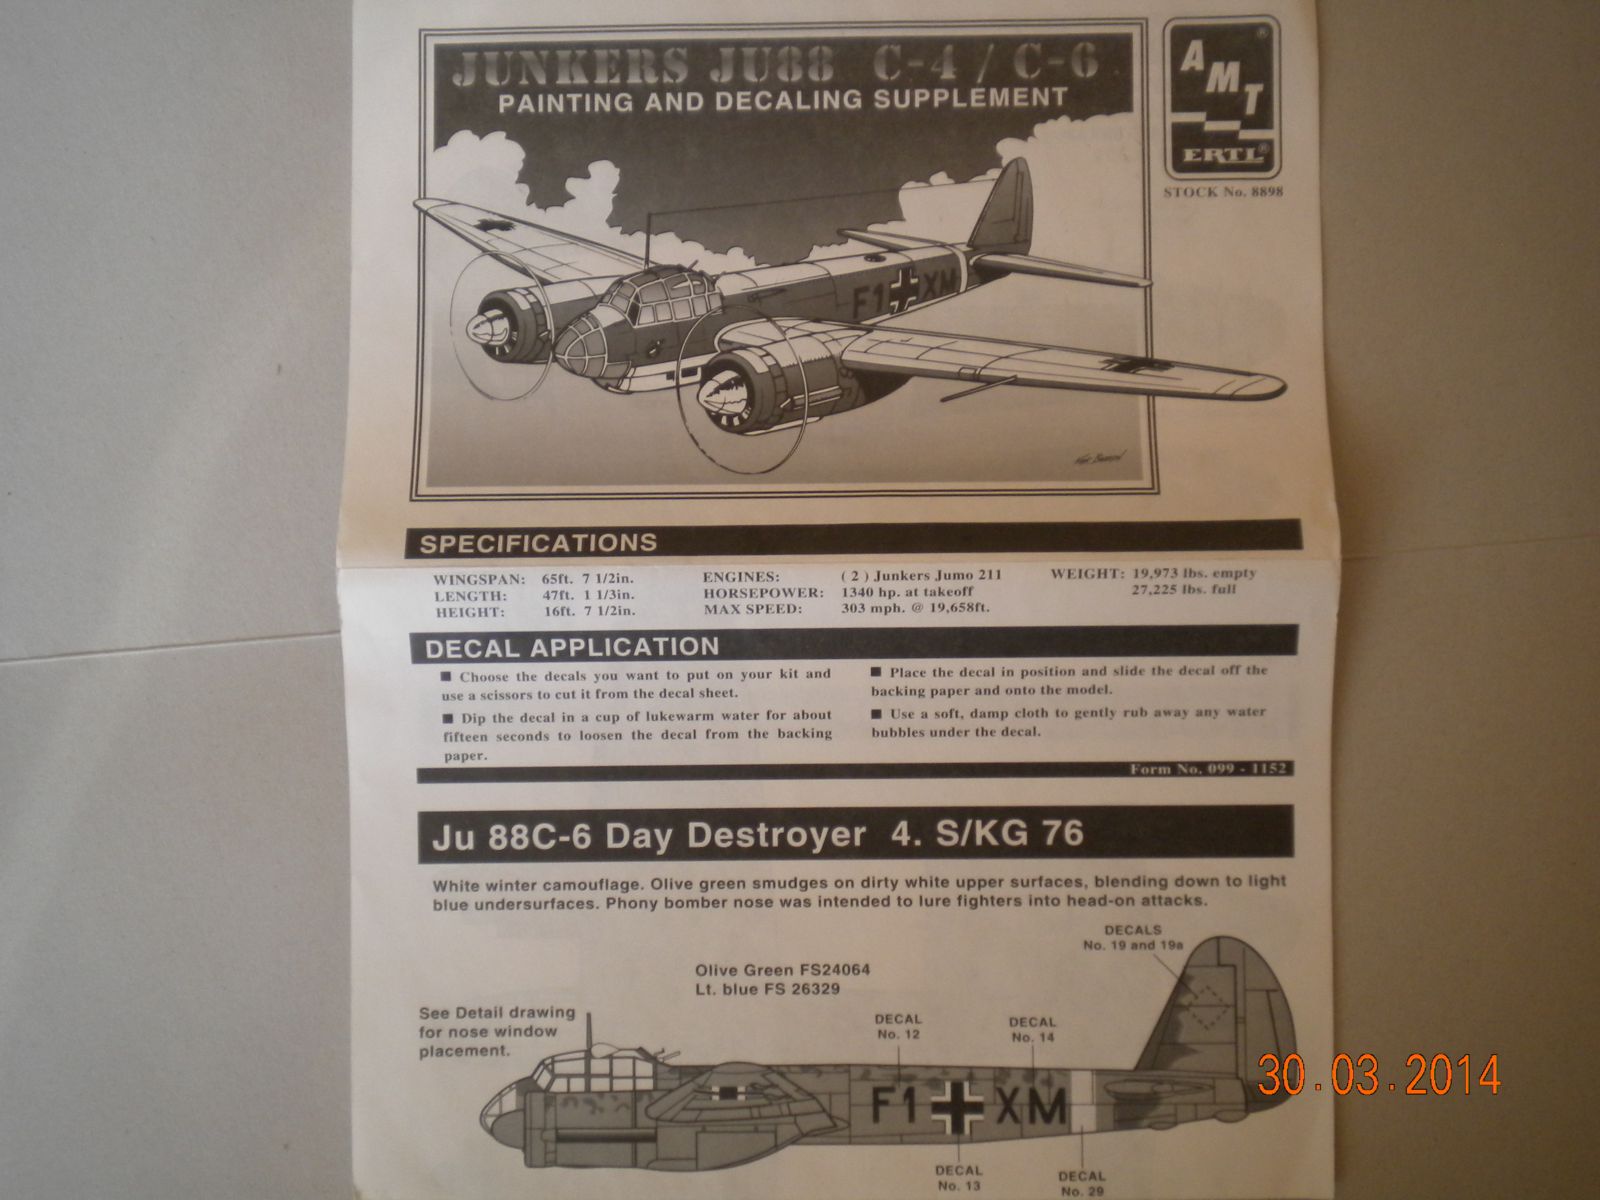 JUNKERS JU88 C-4 / C-6
PAINTING AND DECALING SUPPLEMENT
AMT
ERTL®
STOCK No. 8898
F1 XM
SPECIFICATIONS
WINGSPAN: 65ft. 7 1/2in.
LENGTH: 47ft. 1 1/3in.
HEIGHT: 16ft. 7 1/2in.
ENGINES: ( 2 ) Junkers Jumo 211
HORSEPOWER: 1340 hp. at takeoff
MAX SPEED: 303 mph. @ 19,658ft.
WEIGHT: 19,973 lbs. empty
27,225 lbs. full
DECAL APPLICATION
■ Choose the decals you want to put on your kit and
use a scissors to cut it from the decal sheet.
■ Dip the decal in a cup of lukewarm water for about
fifteen seconds to loosen the decal from the backing
paper.
■ Place the decal in position and slide the decal off the
backing paper and onto the model.
■ Use a soft, damp cloth to gently rub away any water
bubbles under the decal.
Form No. 099 - 1152
Ju 88C-6 Day Destroyer 4. S/KG 76
White winter camouflage. Olive green smudges on dirty white upper surfaces, blending down to light
blue undersurfaces. Phony bomber nose was intended to lure fighters into head-on attacks.
DECALS
No. 19 and 19a
Olive Green FS24064
Lt. blue FS 26329
See Detail drawing
for nose window
placement.
DECAL
No. 12
DECAL
No. 14
F1 XM
DECAL
No. 13
DECAL
No. 29
30.03.2014